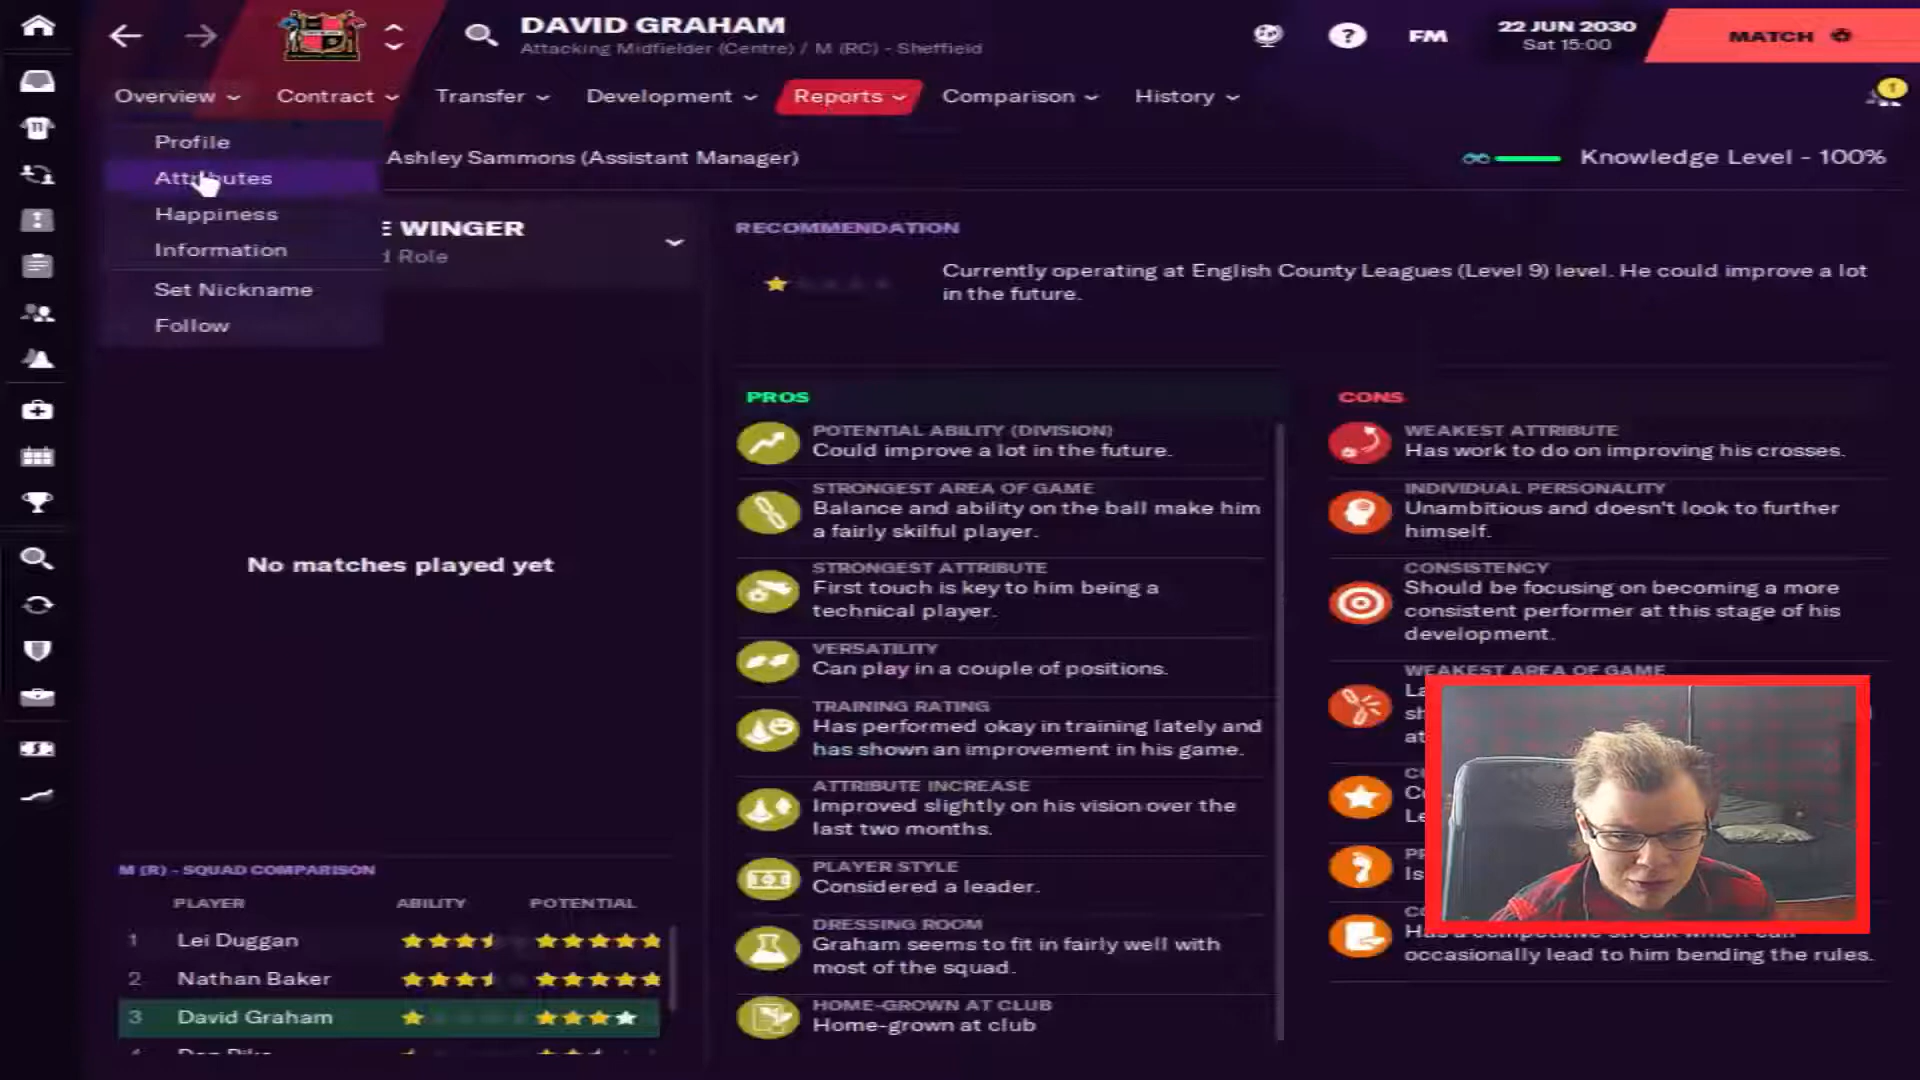 DAVID GRAHAM
Attacking Midfielder (Centre) / M (RC) - Sheffield
FM
22 JUN 2030
Sat 15:00
MATCH
Overview
Contract
Transfer
Development
Reports
Comparison
History
1
Profile
Attributes
Happiness
Information
Set Nickname
Follow
Ashley Sammons (Assistant Manager)
Knowledge Level - 100%
WINGER
Role
RECOMMENDATION
Currently operating at English County Leagues (Level 9) level. He could improve a lot
in the future.
PROS
POTENTIAL ABILITY (DIVISION)
Could improve a lot in the future.
STRONGEST AREA OF GAME
Balance and ability on the ball make him
a fairly skilful player.
STRONGEST ATTRIBUTE
First touch is key to him being a
technical player.
VERSATILITY
Can play in a couple of positions.
TRAINING RATING
Has performed okay in training lately and
has shown an improvement in his game.
ATTRIBUTE INCREASE
Improved slightly on his vision over the
last two months.
PLAYER STYLE
Considered a leader.
DRESSING ROOM
Graham seems to fit in fairly well with
most of the squad.
HOME-GROWN AT CLUB
Home-grown at club
CONS
WEAKEST ATTRIBUTE
Has work to do on improving his crosses.
INDIVIDUAL PERSONALITY
Unambitious and doesn't look to further
himself.
CONSISTENCY
Should be focusing on becoming a more
consistent performer at this stage of his
development.
WEAKEST AREA OF GAME
Has a competitive streak which can
occasionally lead to him bending the rules.
No matches played yet
M (R) - SQUAD COMPARISON
PLAYER ABILITY POTENTIAL
1 Lei Duggan
2 Nathan Baker
3 David Graham